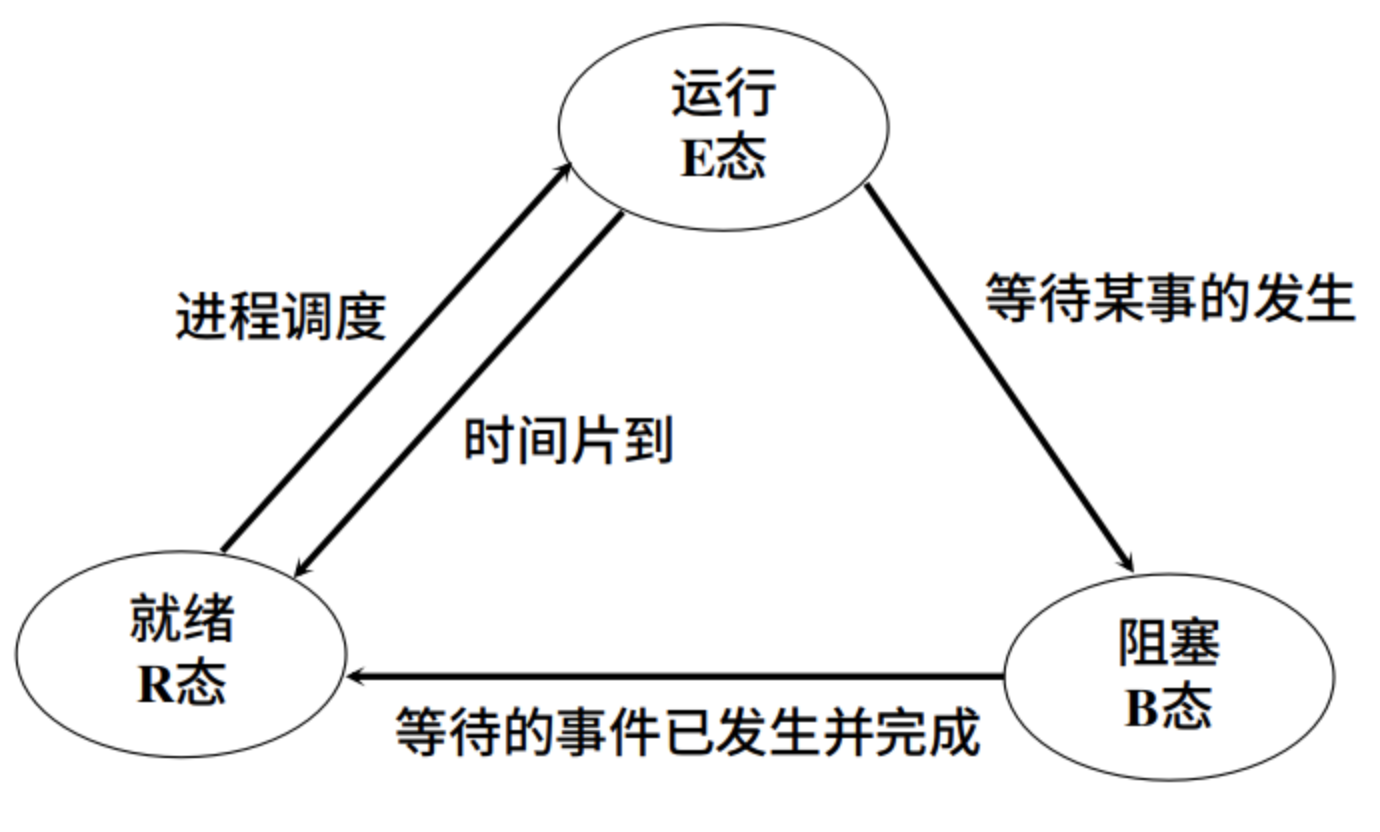 运行
E态
进程调度
等待某事的发生
时间片到
就绪
R态
阻塞
B态
等待的事件已发生并完成